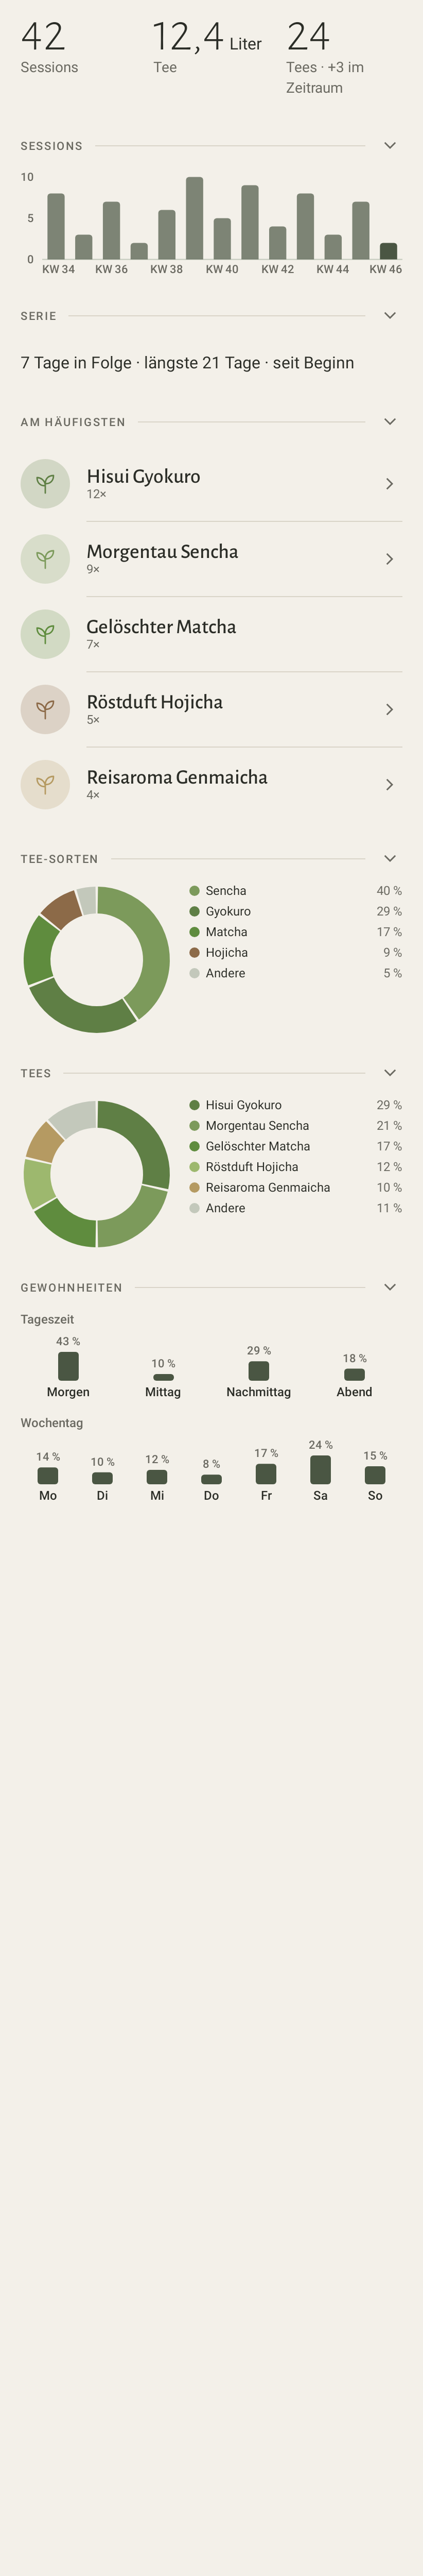 42
Sessions
12,4 Liter
Tee
24
Tees · +3 im
Zeitraum
SESSIONS
10
5
0
KW 34 KW 36 KW 38 KW 40 KW 42 KW 44 KW 46
SERIE
7 Tage in Folge · längste 21 Tage · seit Beginn
AM HÄUFIGSTEN
Hisui Gyokuro
12×
Morgentau Sencha
9×
Gelöschter Matcha
7×
Röstduft Hojicha
5×
Reisaroma Genmaicha
4×
TEE-SORTEN
Sencha 40 %
Gyokuro 29 %
Matcha 17 %
Hojicha 9 %
Andere 5 %
TEES
Hisui Gyokuro 29 %
Morgentau Sencha 21 %
Gelöschter Matcha 17 %
Röstduft Hojicha 12 %
Reisaroma Genmaicha 10 %
Andere 11 %
GEWOHNHEITEN
Tageszeit
43 % 10 % 29 % 18 %
Morgen Mittag Nachmittag Abend
Wochentag
14 % 10 % 12 % 8 % 17 % 24 % 15 %
Mo Di Mi Do Fr Sa So